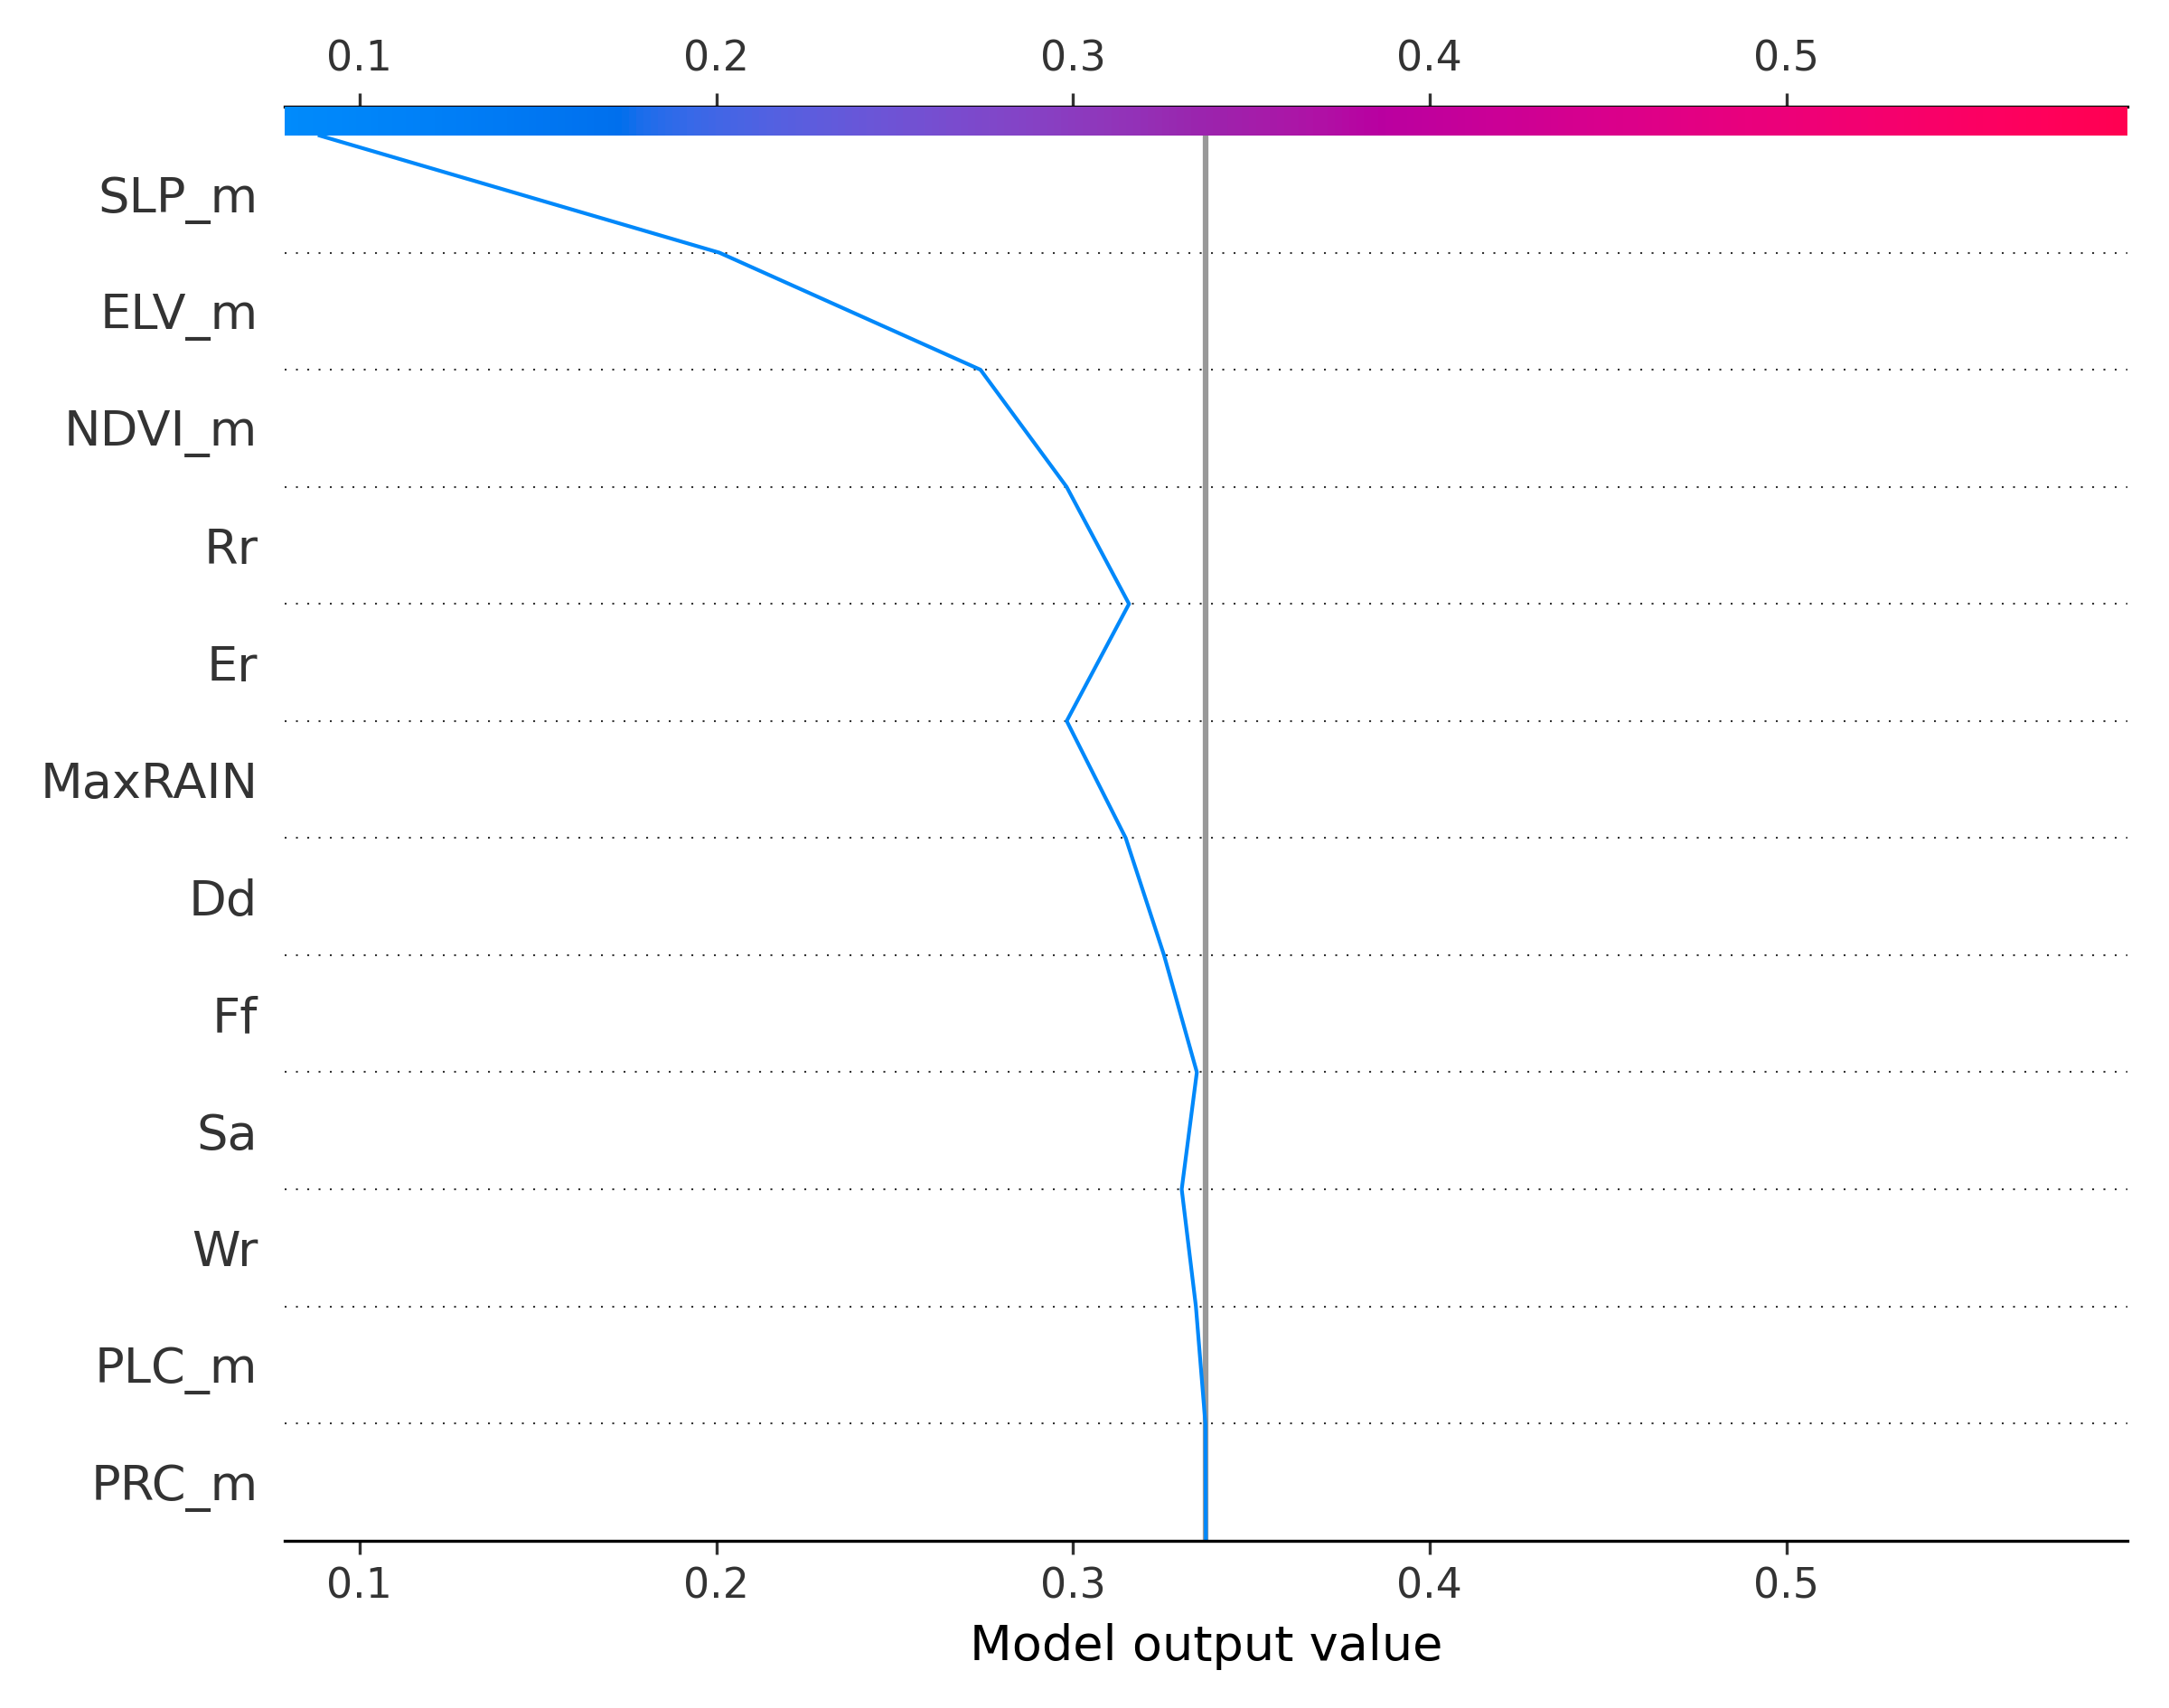 0.1 0.2 0.3 0.4 0.5
SLP_m
ELV_m
NDVI_m
Rr
Er
MaxRAIN
Dd
Ff
Sa
Wr
PLC_m
PRC_m
0.1 0.2 0.3 0.4 0.5
Model output value